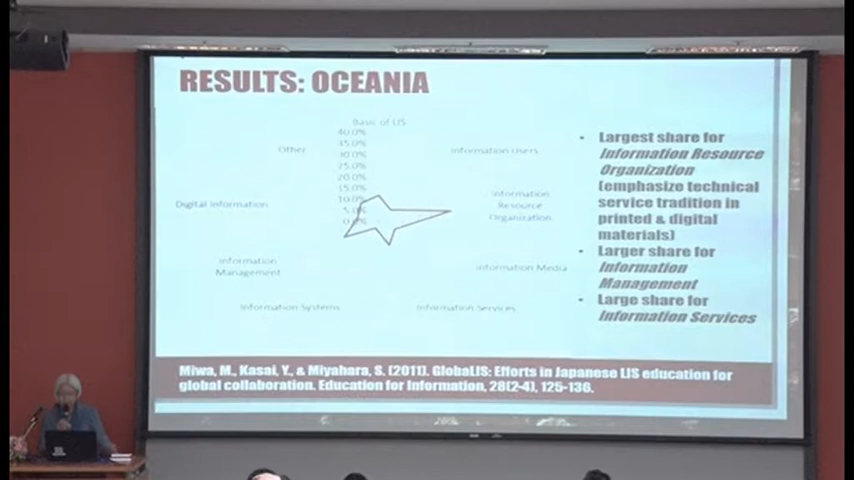 RESULTS: OCEANIA
Basic of LIS
40.0%
35.0%
30.0%
25.0%
20.0%
15.0%
10.0%
5.0%
0.0%
Information Users
Information
Resource
Organization
Information Media
Information Services
Information Systems
Information
Management
Digital Information
Other
• Largest share for
Information Resource
Organization
(emphasize technical
service tradition in
printed & digital
materials)
• Larger share for
Information
Management
• Large share for
Information Services
Miwa, M., Kasai, Y., & Miyahara, S. (2011). GlobaLIS: Efforts in Japanese LIS education for
global collaboration. Education for Information, 28(2-4), 125-136.